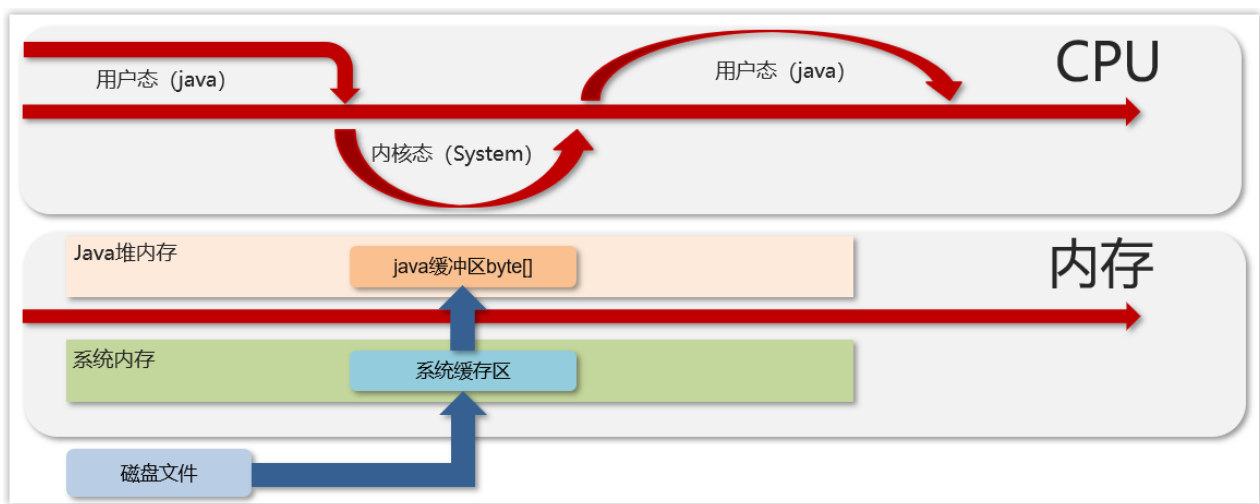 CPU
用户态（java）
用户态（java）
内核态（System）
内存
Java堆内存
java缓冲区byte[]
系统内存
系统缓存区
磁盘文件